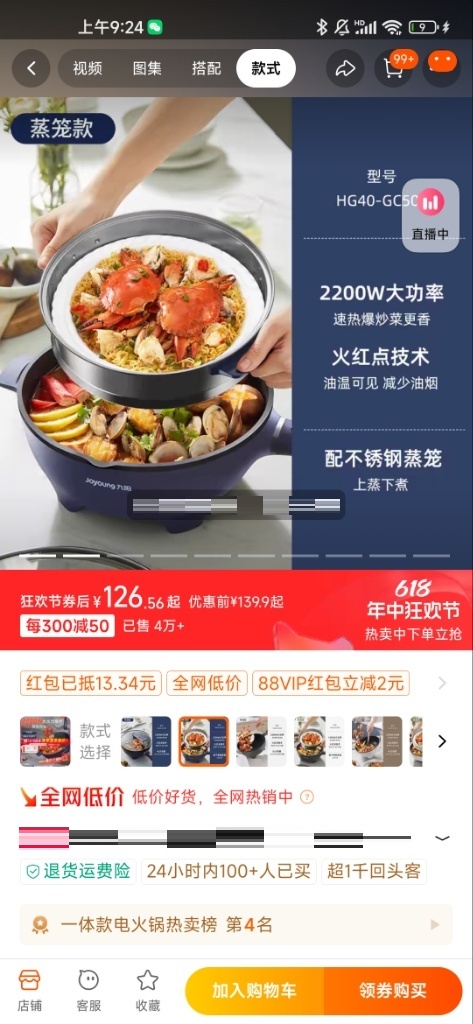 上午9:24
HD
9
视频
图集
搭配
款式
99+
蒸笼款
型号
HG40-GC50
直播中
2200W大功率
速热爆炒菜更香
火红点技术
油温可见 减少油烟
配不锈钢蒸笼
上蒸下煮
Joyoung 九阳
狂欢节券后¥126.56起 优惠前¥139.9起
每300减50 已售 4万+
618
年中狂欢节
热卖中下单立抢
红包已抵13.34元
全网低价
88VIP红包立减2元
款式
选择
全网低价 低价好货，全网热销中
退货运费险
24小时内100+人已买
超1千回头客
一体款电火锅热卖榜 第4名
店铺
客服
收藏
加入购物车
领券购买